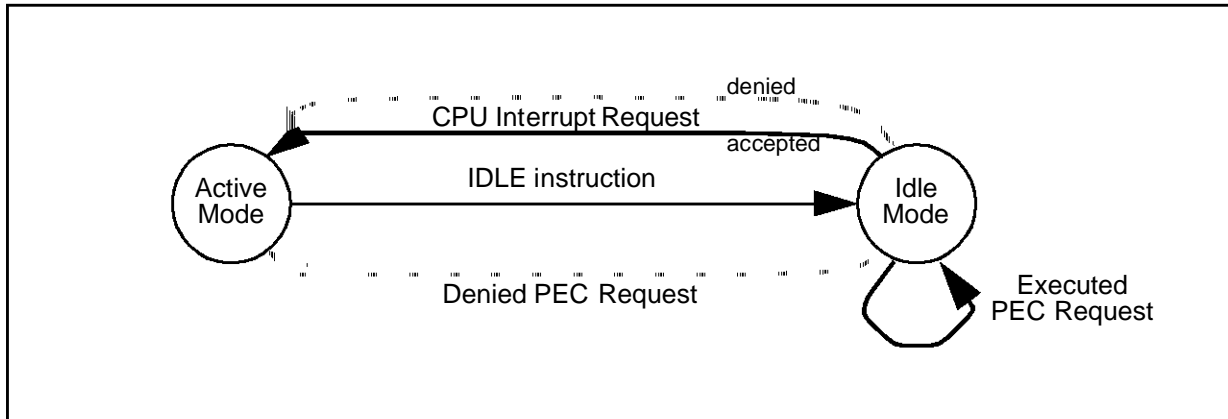 denied
CPU Interrupt Request
accepted
IDLE instruction
Active
Mode
Idle
Mode
Denied PEC Request
Executed
PEC Request